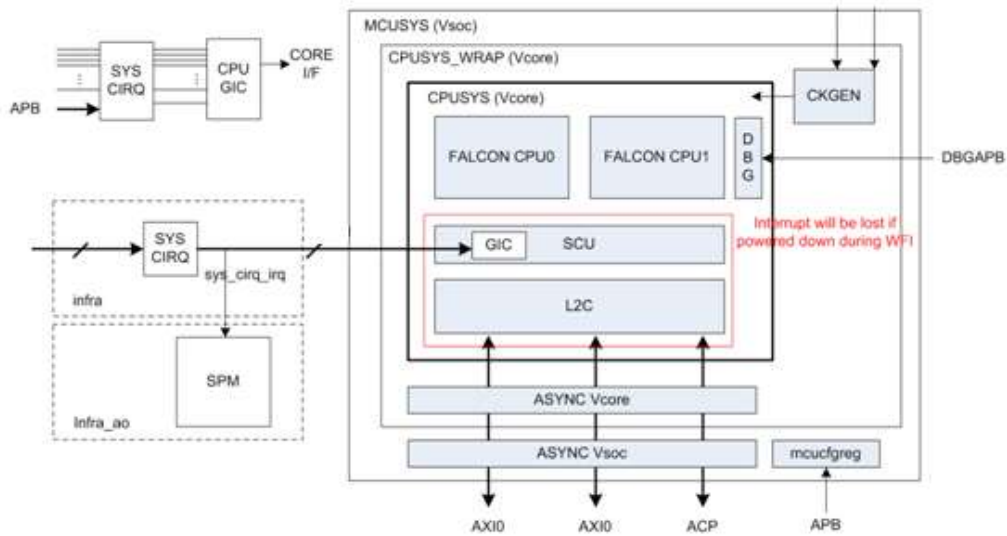 MCUSYS (Vsoc)
CPUSYS_WRAP (Vcore)
SYS
CIRQ
CPU
GIC
CORE
I/F
APB
CKGEN
CPUSYS (Vcore)
FALCON CPU0
FALCON CPU1
D
B
G
DBGAPB
Interrupt will be lost if
powered down during WFI
SYS
CIRQ
GIC
SCU
sys_cirq_irq
infra
L2C
SPM
Infra_ao
ASYNC Vcore
ASYNC Vsoc
mcucfgreg
AXI0
AXI0
ACP
APB